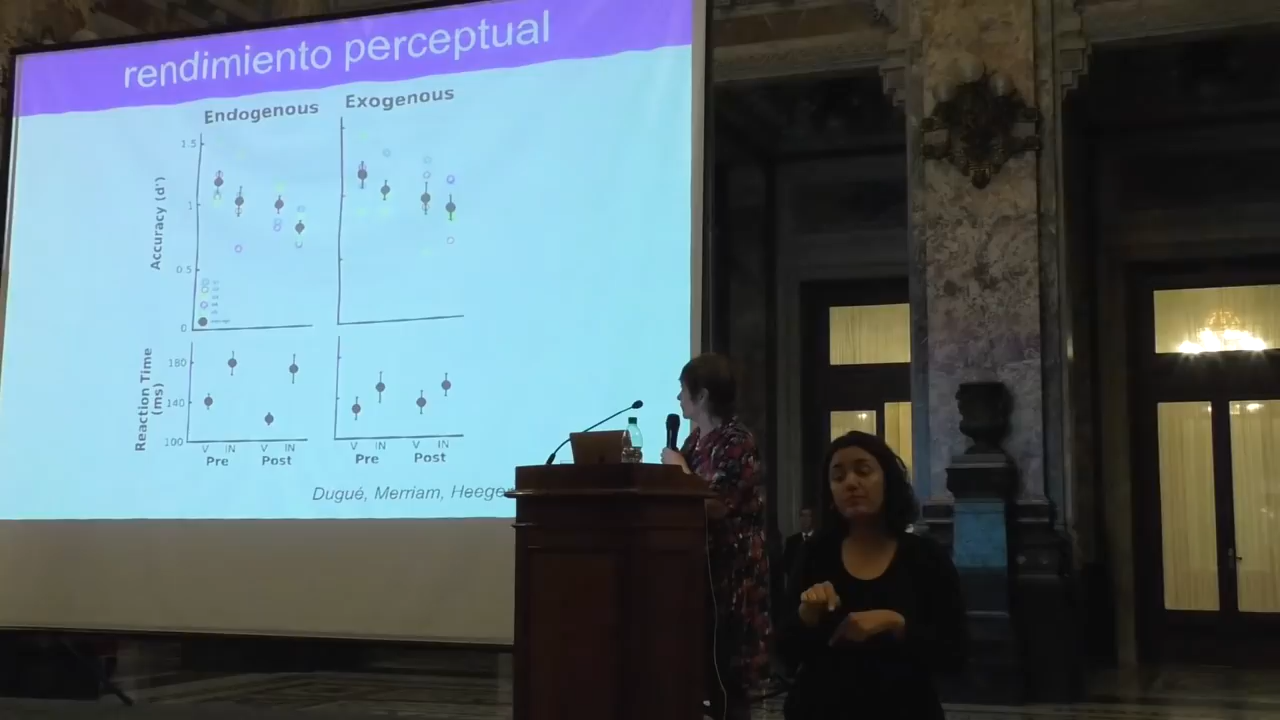 rendimiento perceptual
Endogenous Exogenous
Accuracy (d')
1.5
1
0.5
0
Reaction Time
(ms)
180
140
100
V IN V IN V IN V IN
Pre Post Pre Post
Dugué, Merriam, Heeger